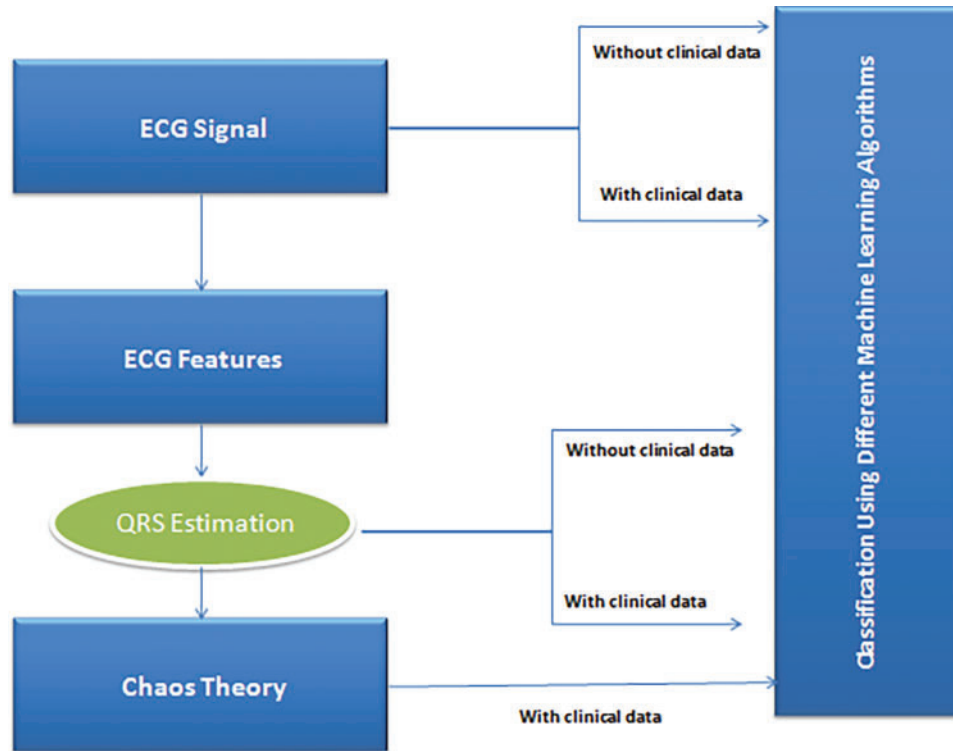 Without clinical data
ECG Signal
With clinical data
ECG Features
Without clinical data
QRS Estimation
With clinical data
Chaos Theory
With clinical data
Classification Using Different Machine Learning Algorithms